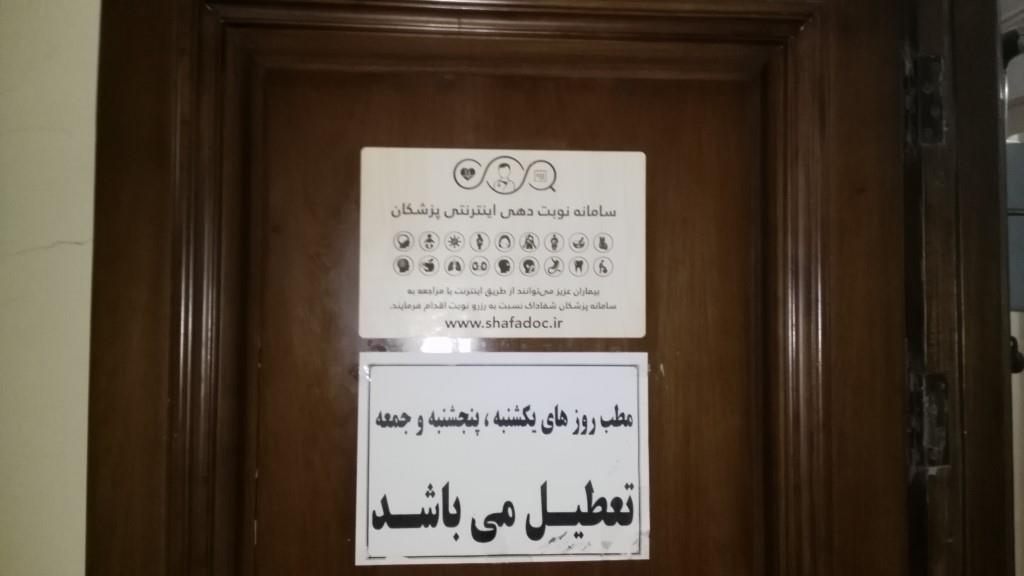 سامانه نوبت دهی اینترنتی پزشکان
بیماران عزیز می‌توانند از طریق اینترنت با مراجعه به
سامانه پزشکان شفاداک نسبت به رزرو نوبت اقدام فرمایند.
www.shafadoc.ir
مطب روز های یکشنبه ، پنجشنبه و جمعه
تعطیل می باشد